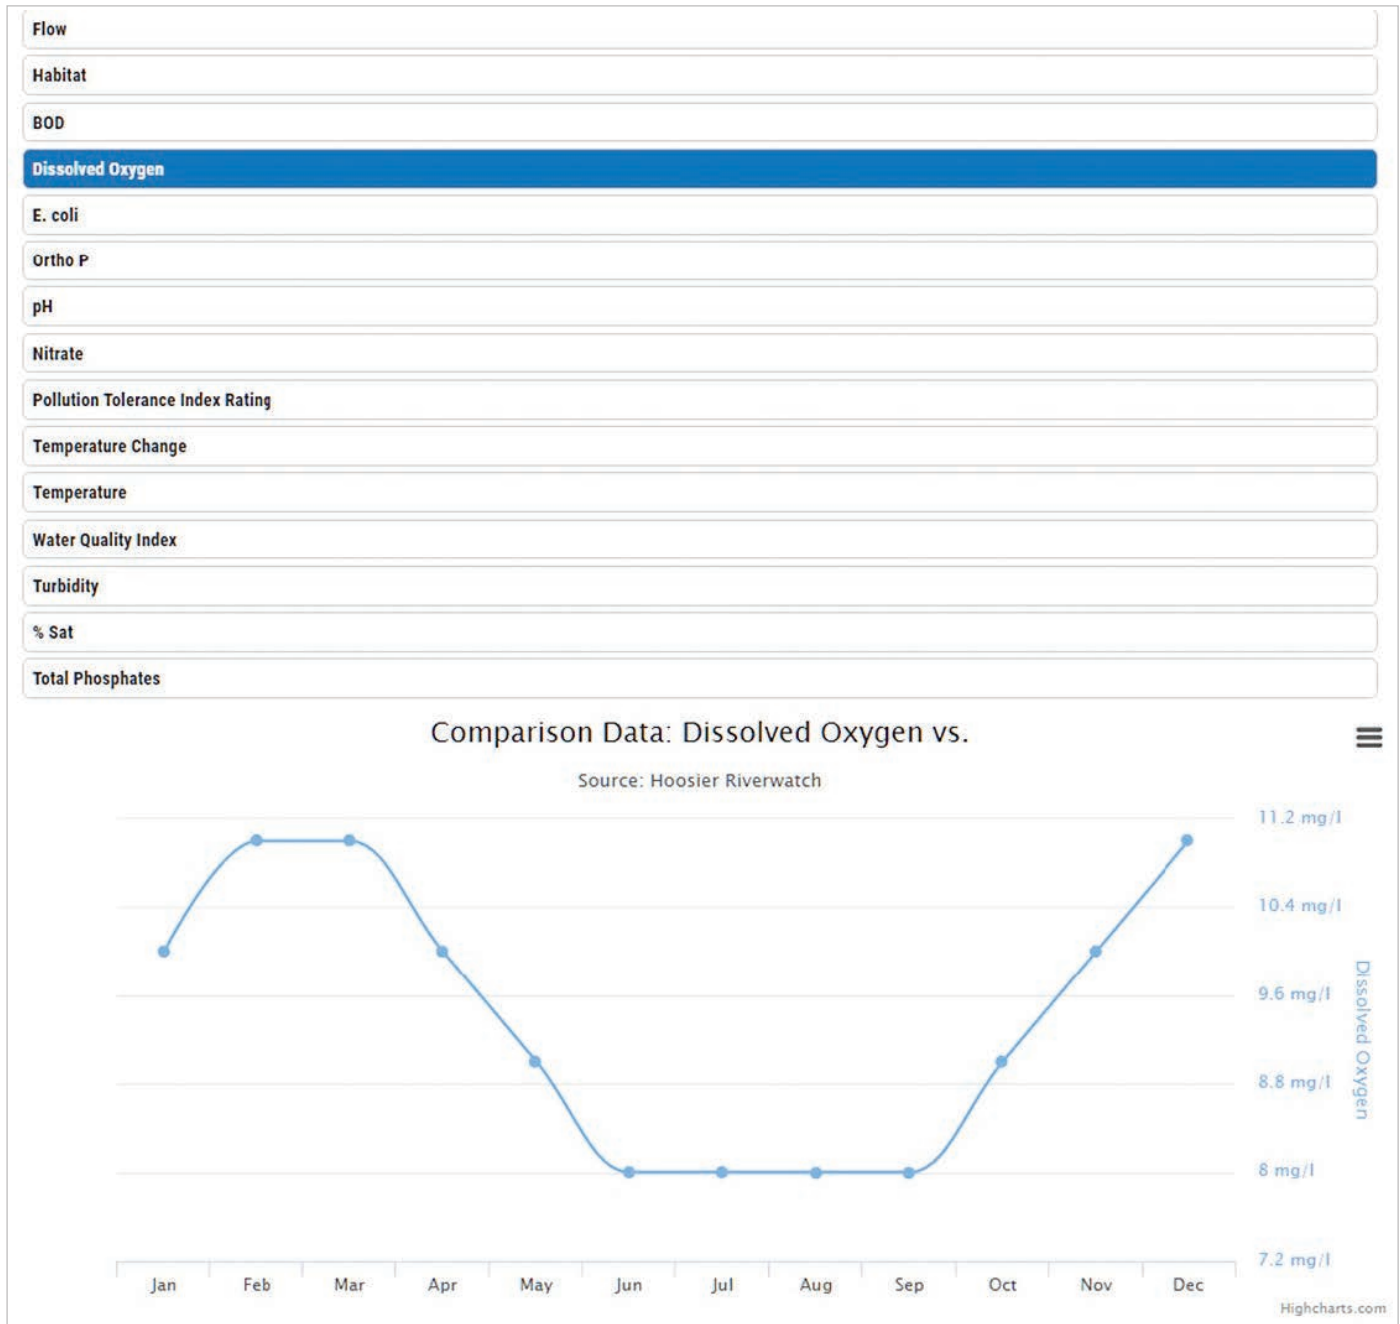 Flow
Habitat
BOD
Dissolved Oxygen
E. coli
Ortho P
pH
Nitrate
Pollution Tolerance Index Rating
Temperature Change
Temperature
Water Quality Index
Turbidity
% Sat
Total Phosphates
Comparison Data: Dissolved Oxygen vs.
Source: Hoosier Riverwatch
11.2 mg/l
10.4 mg/l
9.6 mg/l
8.8 mg/l
8 mg/l
7.2 mg/l
Dissolved Oxygen
Jan Feb Mar Apr May Jun Jul Aug Sep Oct Nov Dec
Highcharts.com